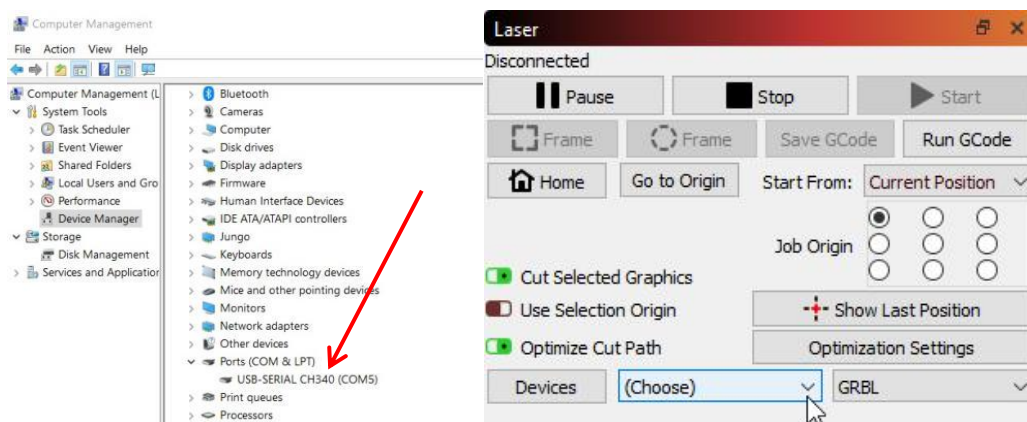 Computer Management
File Action View Help
Computer Management (L
System Tools
Task Scheduler
Event Viewer
Shared Folders
Local Users and Gro
Performance
Device Manager
Storage
Disk Management
Services and Application
Bluetooth
Cameras
Computer
Disk drives
Display adapters
Firmware
Human Interface Devices
IDE ATA/ATAPI controllers
Jungo
Keyboards
Memory technology devices
Mice and other pointing devices
Monitors
Network adapters
Other devices
Ports (COM & LPT)
USB-SERIAL CH340 (COM5)
Print queues
Processors
Laser
Disconnected
Pause Stop Start
Frame Frame Save GCode Run GCode
Home Go to Origin Start From: Current Position
Job Origin
Cut Selected Graphics
Use Selection Origin Show Last Position
Optimize Cut Path Optimization Settings
Devices (Choose) GRBL